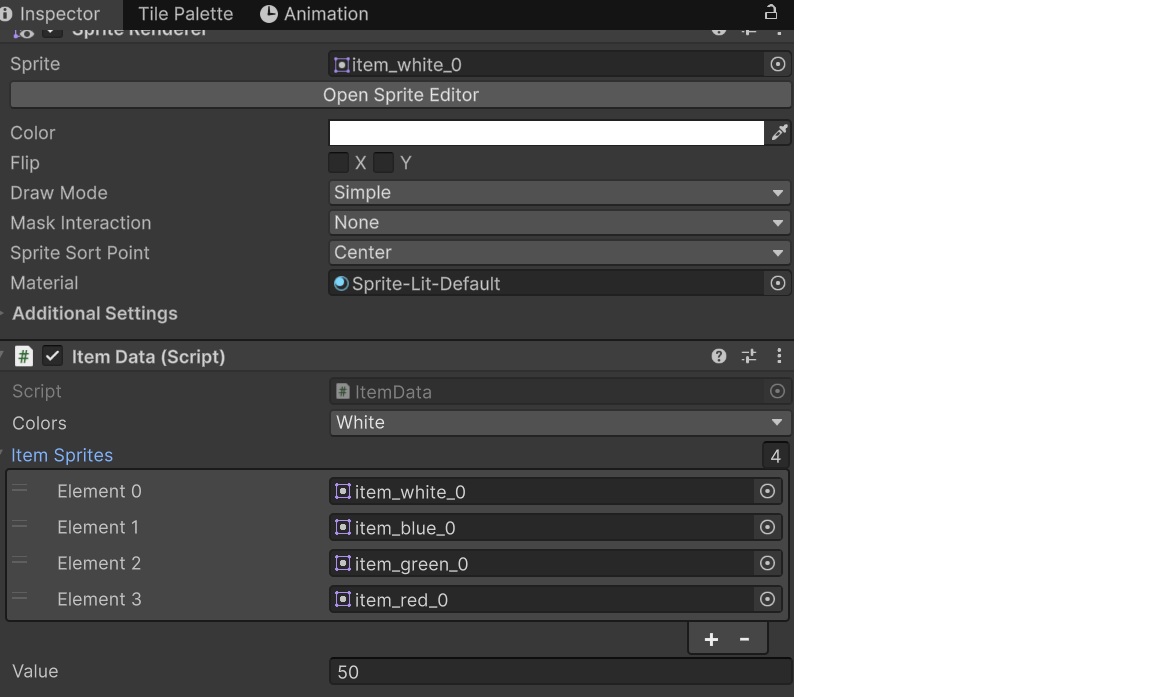 Inspector Tile Palette Animation
Sprite Renderer
Sprite item_white_0
Open Sprite Editor
Color
Flip X Y
Draw Mode Simple
Mask Interaction None
Sprite Sort Point Center
Material Sprite-Lit-Default
Additional Settings
# Item Data (Script)
Script # ItemData
Colors White
Item Sprites 4
Element 0 item_white_0
Element 1 item_blue_0
Element 2 item_green_0
Element 3 item_red_0
+ -
Value 50